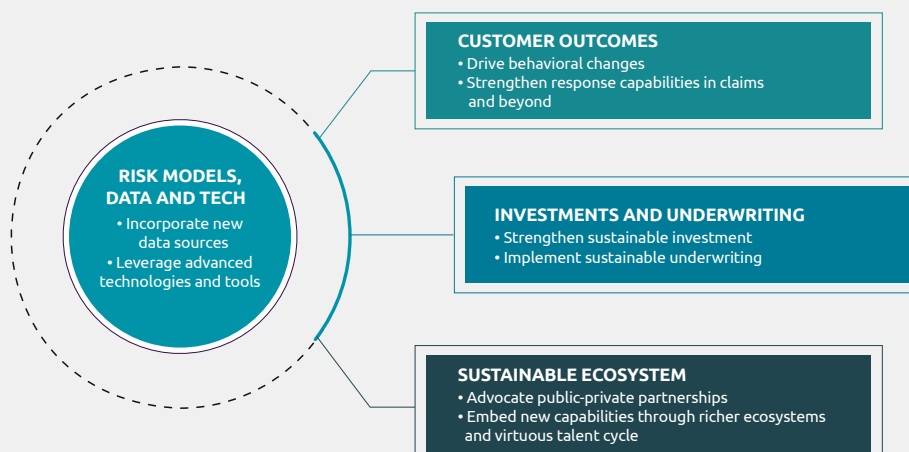 RISK MODELS,
DATA AND TECH
• Incorporate new
data sources
• Leverage advanced
technologies and tools
CUSTOMER OUTCOMES
• Drive behavioral changes
• Strengthen response capabilities in claims
and beyond
INVESTMENTS AND UNDERWRITING
• Strengthen sustainable investment
• Implement sustainable underwriting
SUSTAINABLE ECOSYSTEM
• Advocate public-private partnerships
• Embed new capabilities through richer ecosystems
and virtuous talent cycle